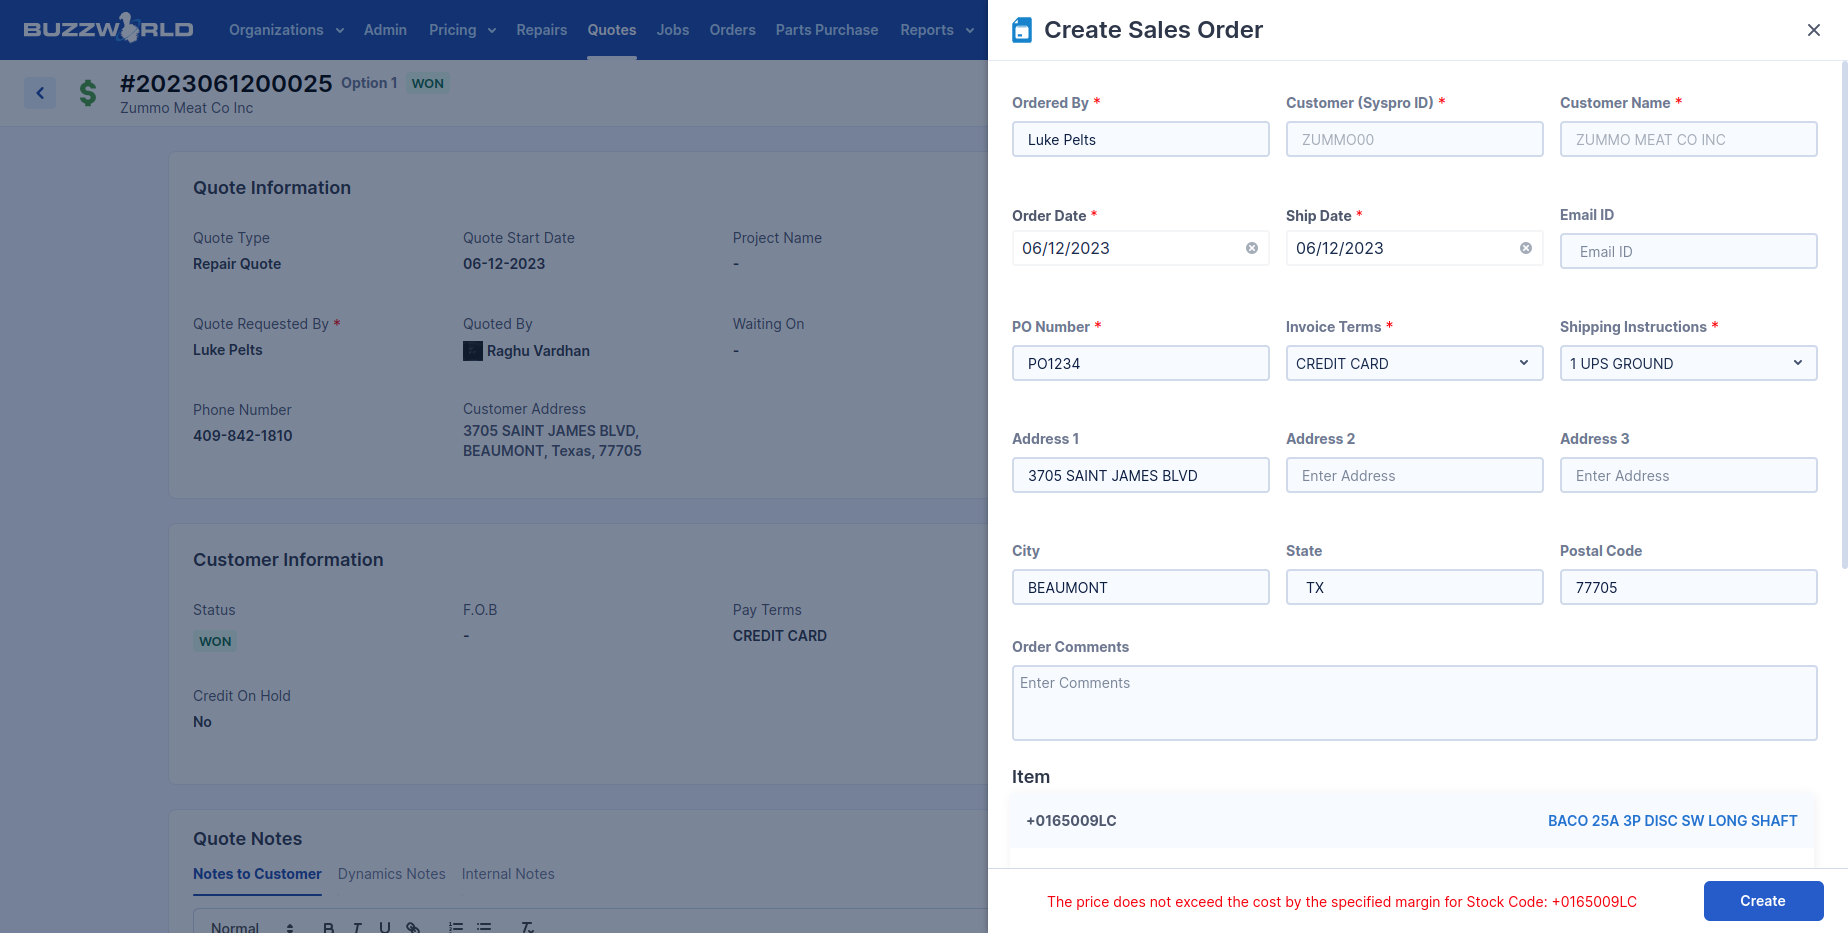 BUZZWORLD
Organizations
Admin
Pricing
Repairs
Quotes
Jobs
Orders
Parts Purchase
Reports
#2023061200025 Option 1 WON
Zummo Meat Co Inc
Quote Information
Quote Type
Quote Start Date
Project Name
Repair Quote
06-12-2023
-
Quote Requested By *
Quoted By
Waiting On
Luke Pelts
Raghu Vardhan
-
Phone Number
Customer Address
409-842-1810
3705 SAINT JAMES BLVD,
BEAUMONT, Texas, 77705
Customer Information
Status
F.O.B
Pay Terms
WON
-
CREDIT CARD
Credit On Hold
No
Quote Notes
Notes to Customer
Dynamics Notes
Internal Notes
Normal
Create Sales Order
Ordered By *
Customer (Syspro ID) *
Customer Name *
Luke Pelts
ZUMMO00
ZUMMO MEAT CO INC
Order Date *
Ship Date *
Email ID
06/12/2023
06/12/2023
Email ID
PO Number *
Invoice Terms *
Shipping Instructions *
PO1234
CREDIT CARD
1 UPS GROUND
Address 1
Address 2
Address 3
3705 SAINT JAMES BLVD
Enter Address
Enter Address
City
State
Postal Code
BEAUMONT
TX
77705
Order Comments
Enter Comments
Item
+0165009LC
BACO 25A 3P DISC SW LONG SHAFT
The price does not exceed the cost by the specified margin for Stock Code: +0165009LC
Create